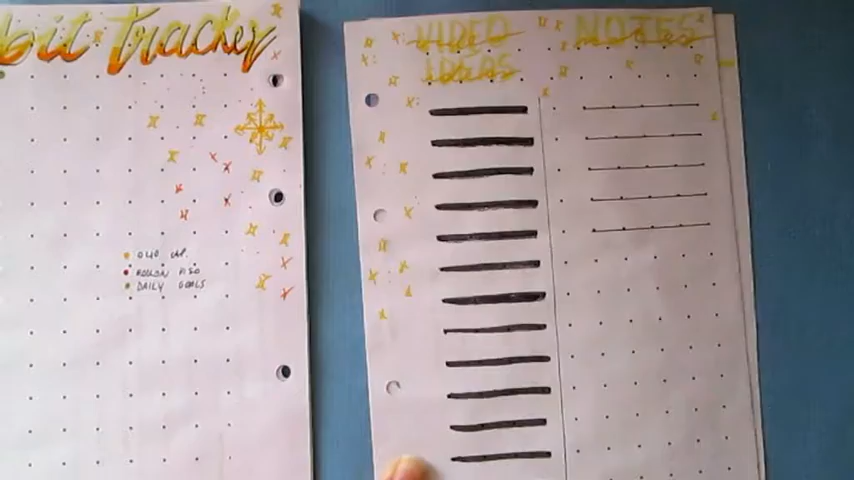 bit tracker
DAILY GOALS
VIDEO
IDEAS
NOTES